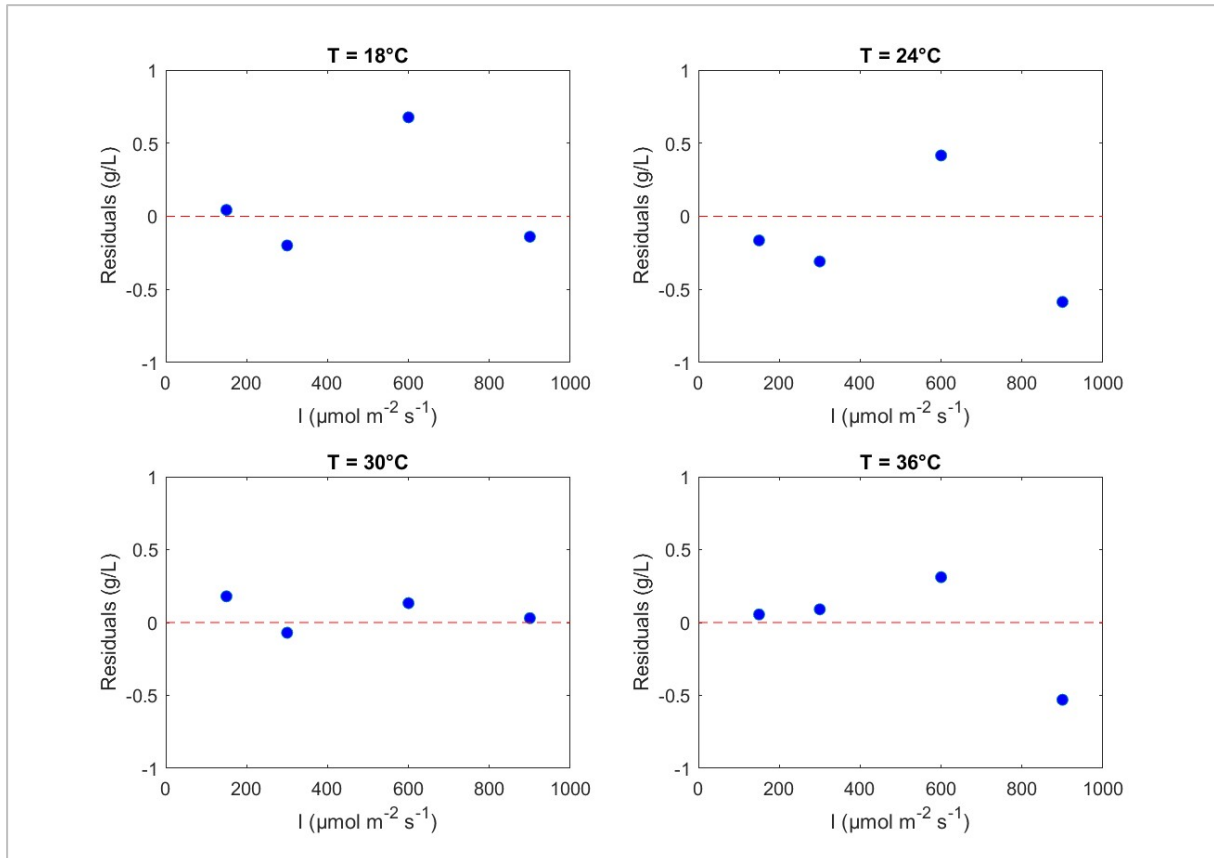 T = 18°C
1
0.5
0
-0.5
-1
Residuals (g/L)
0 200 400 600 800 1000
I (µmol m⁻² s⁻¹)
T = 24°C
1
0.5
0
-0.5
-1
Residuals (g/L)
0 200 400 600 800 1000
I (µmol m⁻² s⁻¹)
T = 30°C
1
0.5
0
-0.5
-1
Residuals (g/L)
0 200 400 600 800 1000
I (µmol m⁻² s⁻¹)
T = 36°C
1
0.5
0
-0.5
-1
Residuals (g/L)
0 200 400 600 800 1000
I (µmol m⁻² s⁻¹)